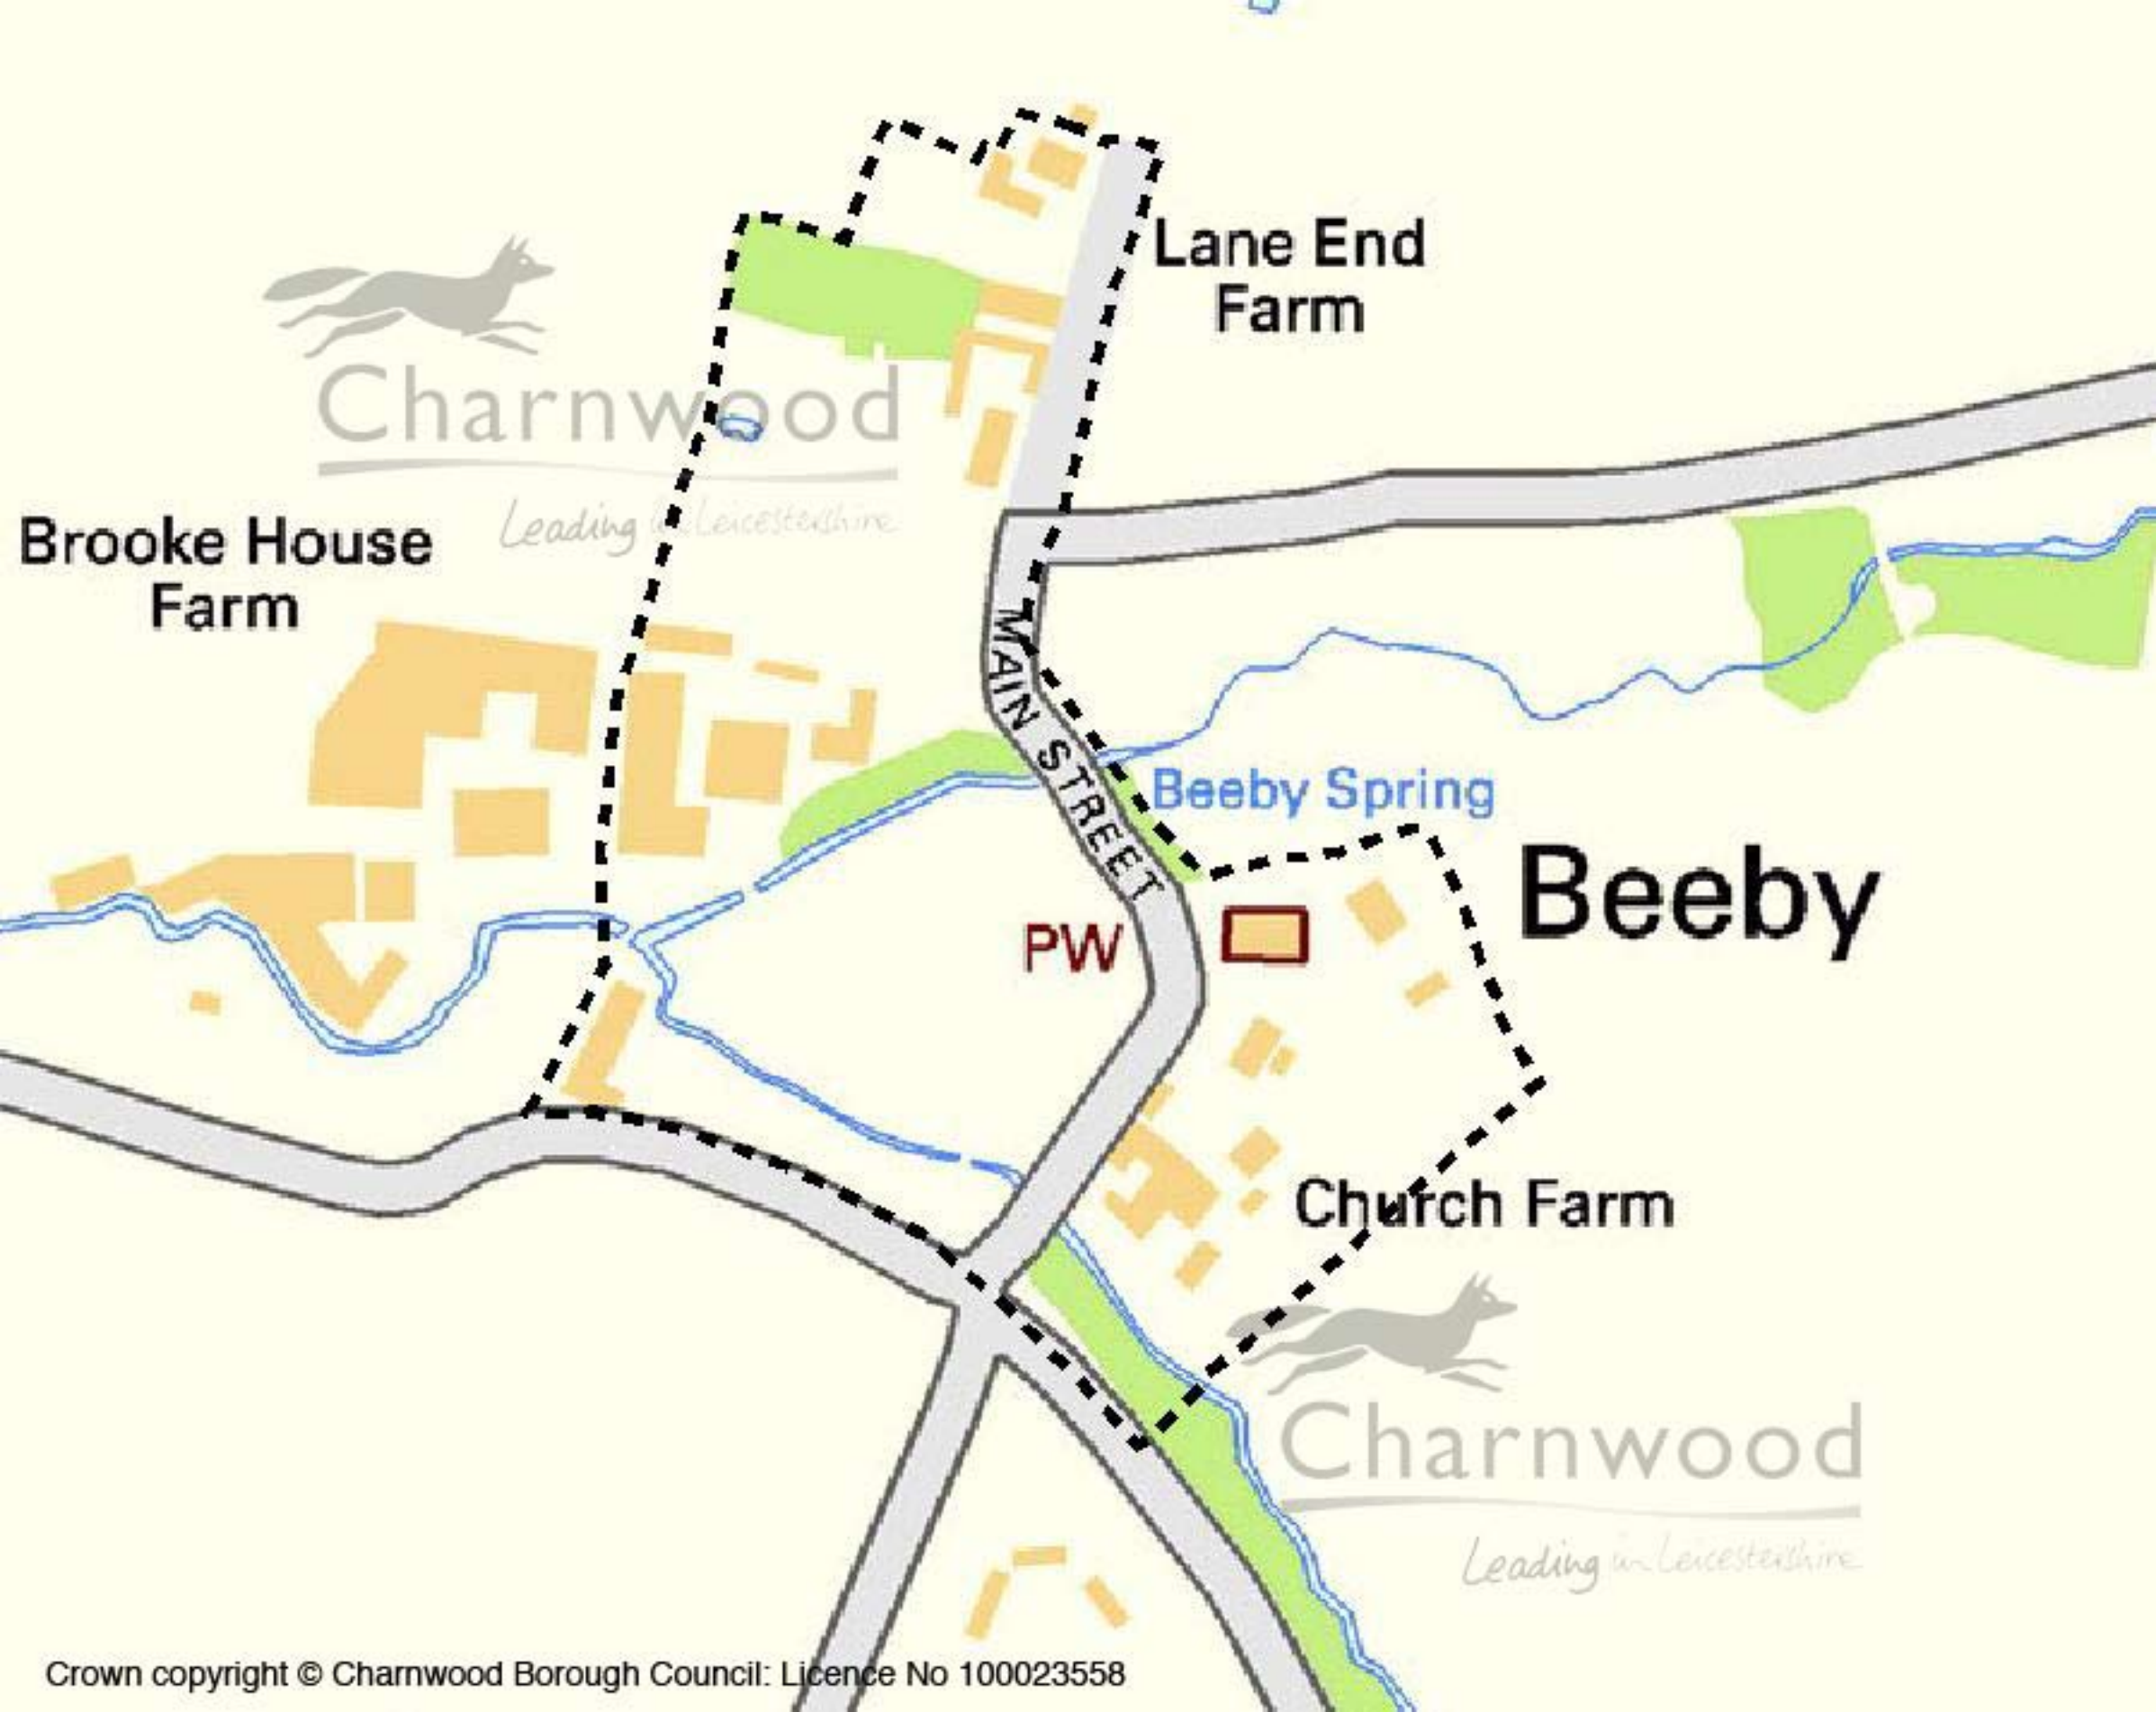 Lane End
Farm
Charnwood
Leading in Leicestershire
Brooke House
Farm
MAIN STREET
Beeby Spring
Beeby
PW
Church Farm
Charnwood
Leading in Leicestershire
Crown copyright © Charnwood Borough Council: Licence No 100023558